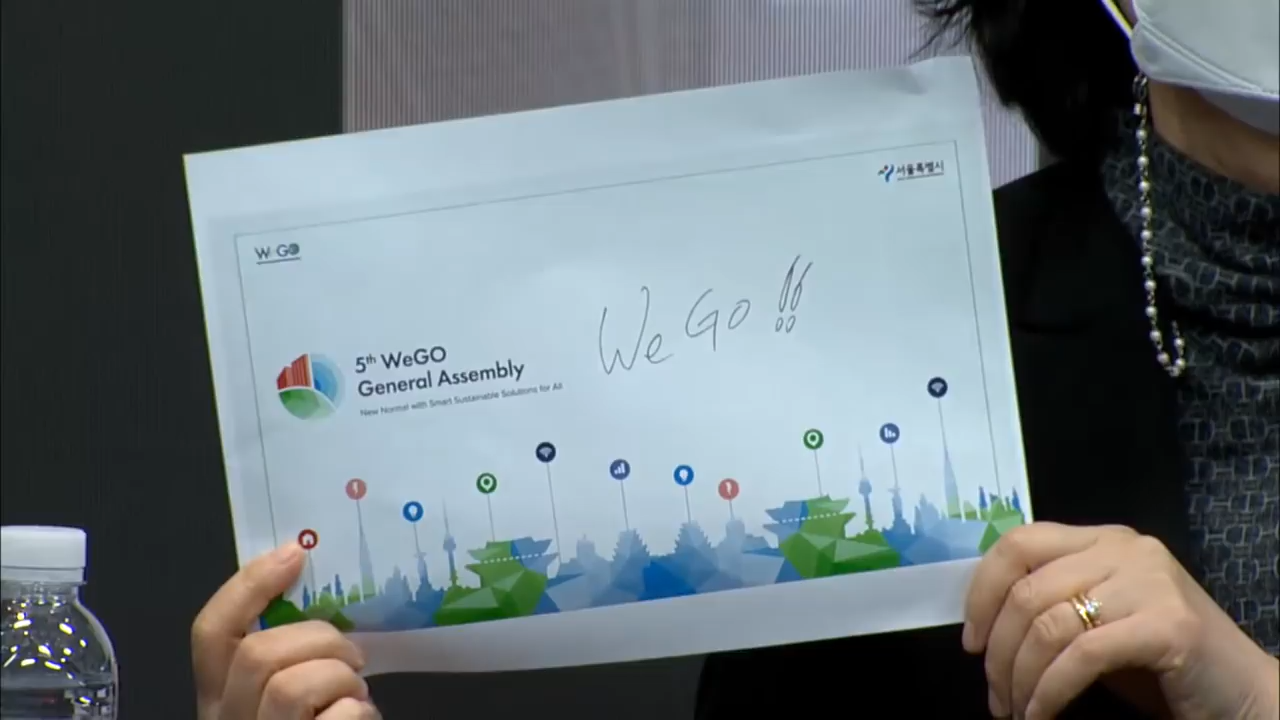 서울특별시
WeGO
We Go !!
5th WeGO
General Assembly
New Normal with Smart Sustainable Solutions for All